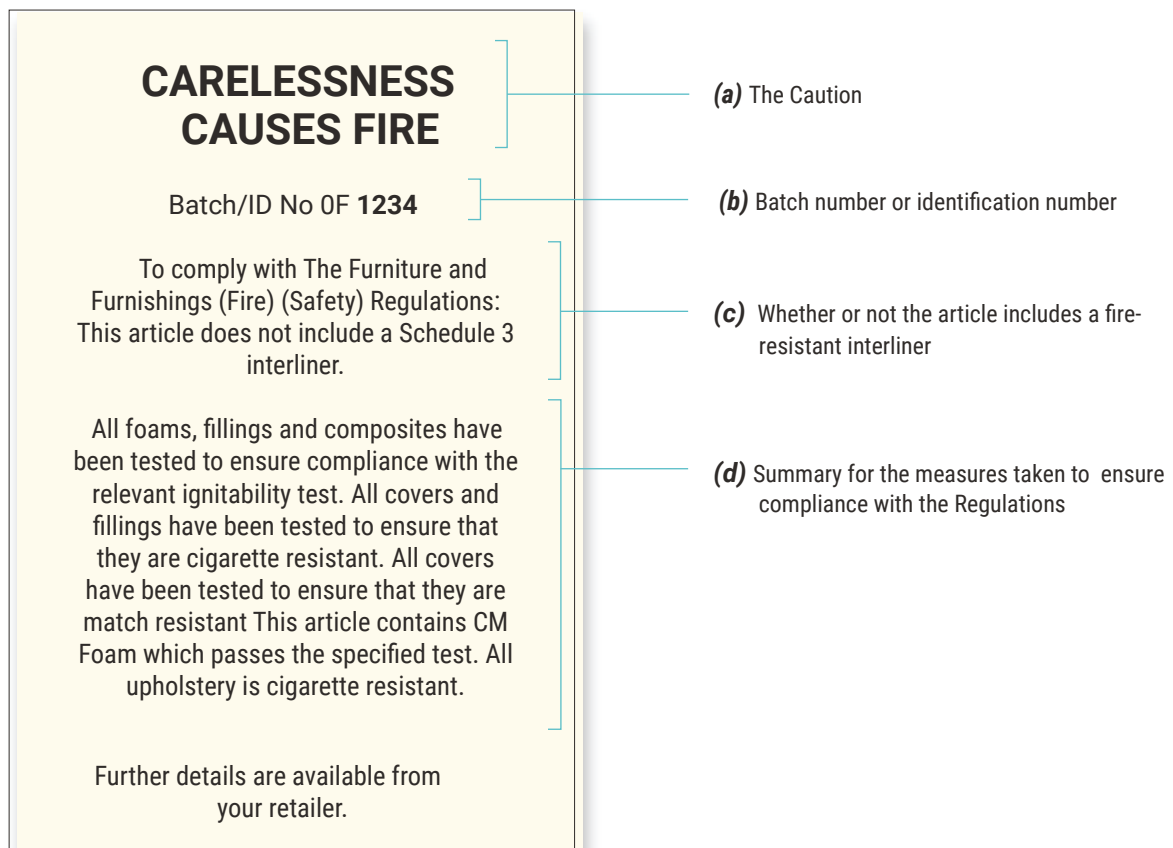 CARELESSNESS
CAUSES FIRE
(a) The Caution
Batch/ID No 0F 1234
(b) Batch number or identification number
To comply with The Furniture and
Furnishings (Fire) (Safety) Regulations:
This article does not include a Schedule 3
interliner.
(c) Whether or not the article includes a fire-
resistant interliner
All foams, fillings and composites have
been tested to ensure compliance with the
relevant ignitability test. All covers and
fillings have been tested to ensure that
they are cigarette resistant. All covers
have been tested to ensure that they are
match resistant This article contains CM
Foam which passes the specified test. All
upholstery is cigarette resistant.
(d) Summary for the measures taken to ensure
compliance with the Regulations
Further details are available from
your retailer.